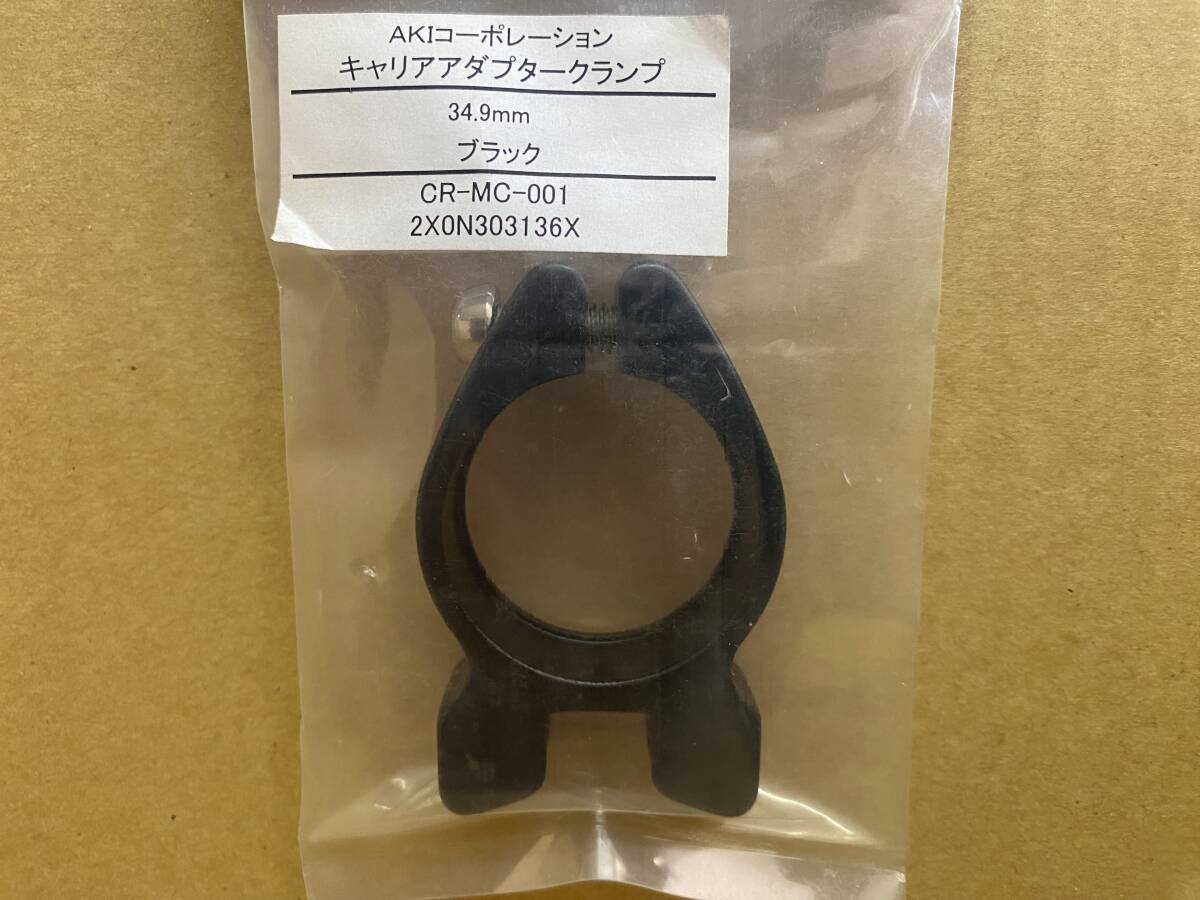 AKIコーポレーション
キャリアアダプタークランプ
34.9mm
ブラック
CR-MC-001
2X0N303136X